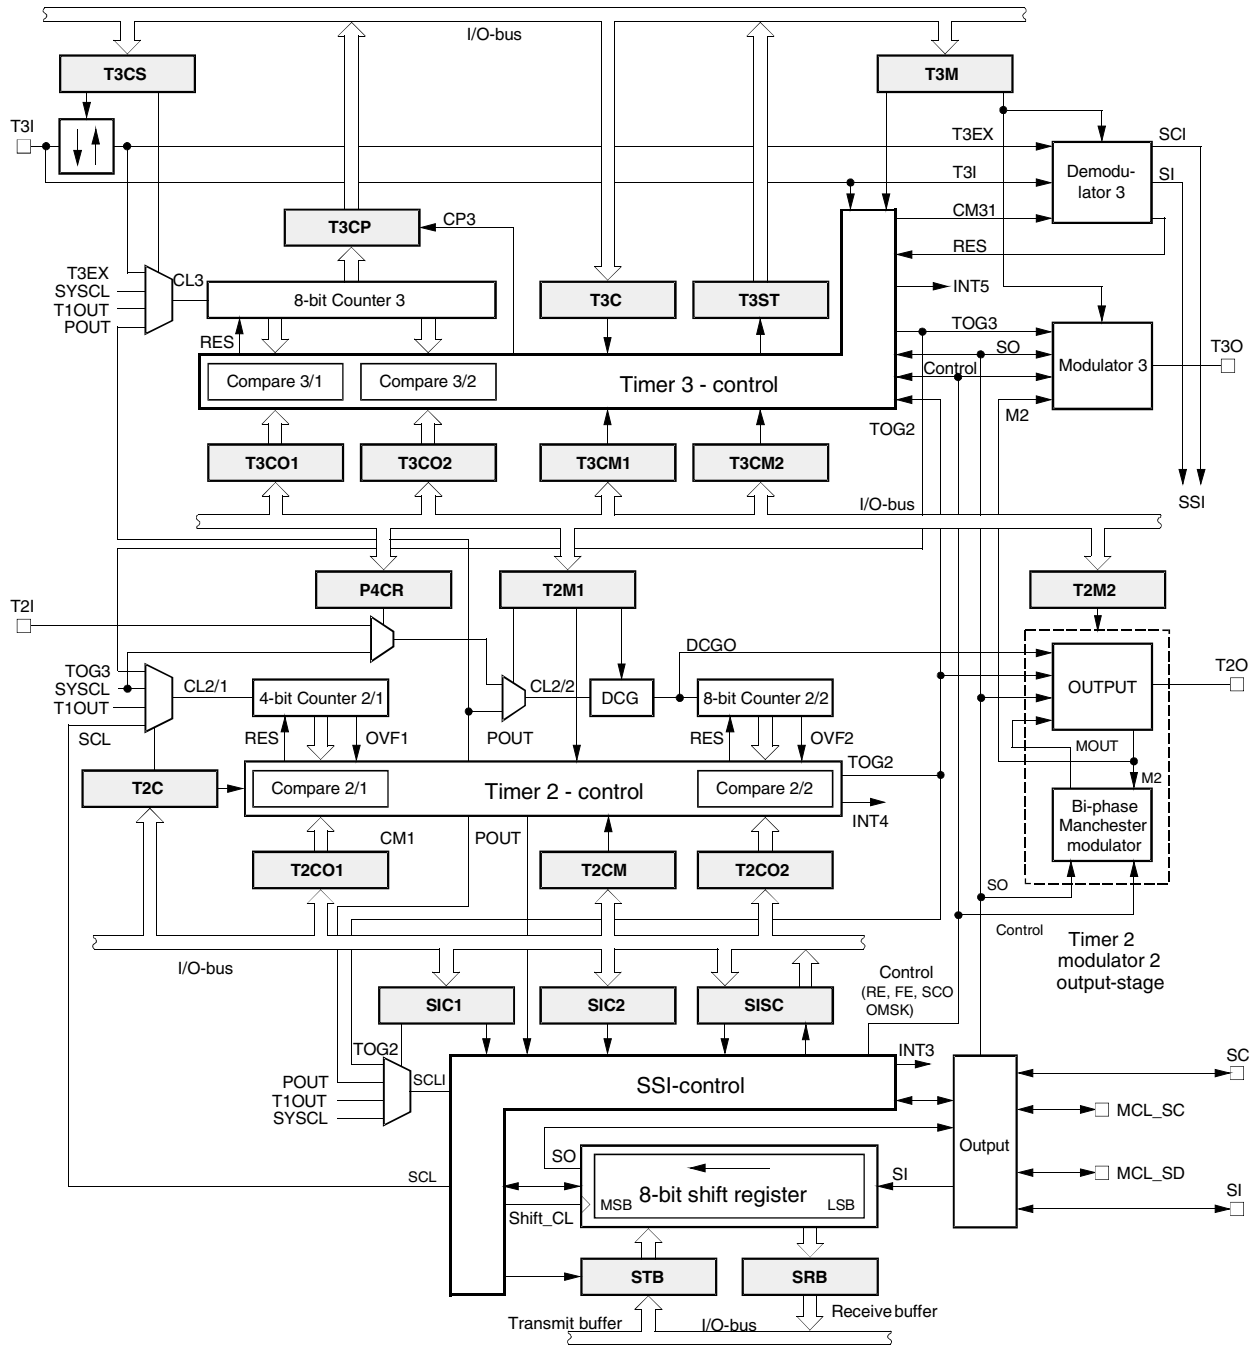 I/O-bus
T3CS
T3M
T3I
T3EX
SCI
Demodu-
lator 3
T3I
SI
T3CP
CP3
CM31
RES
T3EX
SYSCL
T1OUT
POUT
CL3
8-bit Counter 3
T3C
T3ST
INT5
RES
TOG3
SO
Control
Modulator 3
T3O
Compare 3/1
Compare 3/2
Timer 3 - control
M2
TOG2
T3CO1
T3CO2
T3CM1
T3CM2
SSI
I/O-bus
P4CR
T2M1
T2M2
T2I
DCGO
TOG3
SYSCL
T1OUT
SCL
CL2/1
4-bit Counter 2/1
CL2/2
DCG
8-bit Counter 2/2
OUTPUT
T2O
RES
OVF1
POUT
RES
OVF2
MOUT
TOG2
M2
T2C
Compare 2/1
Timer 2 - control
Compare 2/2
INT4
Bi-phase
Manchester
modulator
CM1
POUT
T2CO1
T2CM
T2CO2
SO
Control
Timer 2
modulator 2
output-stage
I/O-bus
Control
(RE, FE, SCO
OMSK)
SIC1
SIC2
SISC
TOG2
POUT
T1OUT
SYSCL
SCLI
SSI-control
INT3
SC
MCL_SC
Output
SO
SI
MCL_SD
SCL
MSB
8-bit shift register
LSB
Shift_CL
SI
STB
SRB
Transmit buffer
I/O-bus
Receive buffer